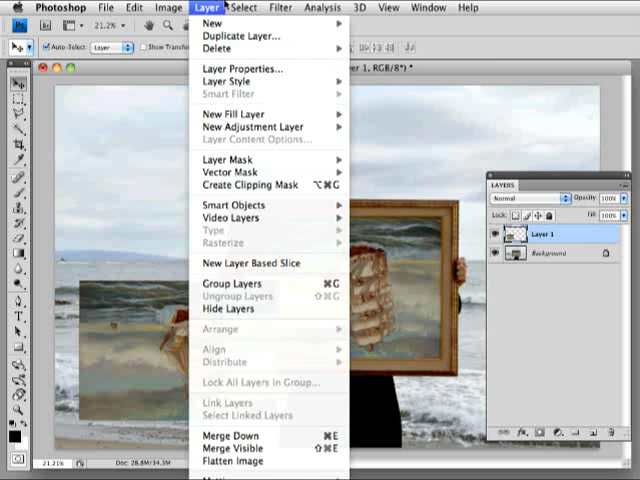 Photoshop File Edit Image Layer Select Filter Analysis 3D View Window Help
Ps 21.2%
Auto-Select: Layer Show Transform
1, RGB/8*) *
New
Duplicate Layer...
Delete
Layer Properties...
Layer Style
Smart Filter
New Fill Layer
New Adjustment Layer
Layer Content Options...
Layer Mask
Vector Mask
Create Clipping Mask ⌥⌘G
Smart Objects
Video Layers
Type
Rasterize
New Layer Based Slice
Group Layers ⌘G
Ungroup Layers ⇧⌘G
Hide Layers
Arrange
Align
Distribute
Lock All Layers in Group...
Link Layers
Select Linked Layers
Merge Down ⌘E
Merge Visible ⇧⌘E
Flatten Image
LAYERS
Normal Opacity: 100%
Lock: Fill: 100%
Layer 1
Background
21.21% Doc: 28.8M/34.3M